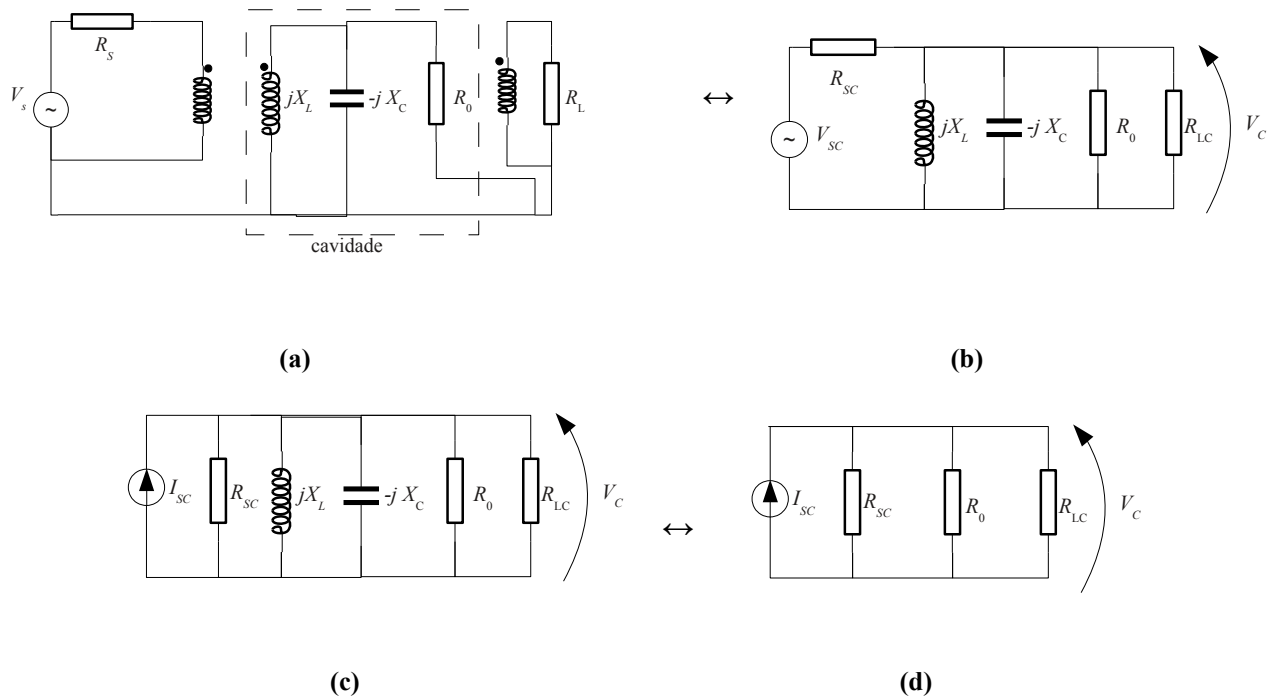 R_S
V_s
~
jX_L
-j X_C
R_0
R_L
cavidade
(a)
↔
R_SC
V_SC
~
jX_L
-j X_C
R_0
R_LC
V_C
(b)
I_SC
R_SC
jX_L
-j X_C
R_0
R_LC
V_C
(c)
↔
I_SC
R_SC
R_0
R_LC
V_C
(d)